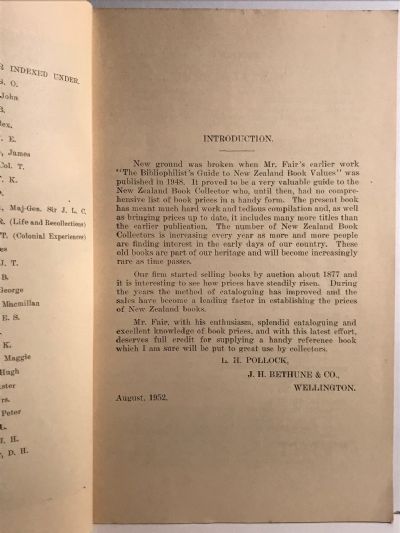 INDEXED UNDER.
S. O.
John
B.
lex.
E.
, James
Col. T.
K.
, Maj-Gen. Sir J. L. C.
R. (Life and Recollections)
T. (Colonial Experiences)
es
J. T.
B.
George
Macmillan
E. S.
K.
Maggie
Hugh
ster
rs.
Peter
L.
J. H.
, D. H.
INTRODUCTION.
New ground was broken when Mr. Fair's earlier work
"The Bibliophilist's Guide to New Zealand Book Values" was
published in 1948. It proved to be a very valuable guide to the
New Zealand Book Collector who, until then, had no compre-
hensive list of book prices in a handy form. The present book
has meant much hard work and tedious compilation and, as well
as bringing prices up to date, it includes many more titles than
the earlier publication. The number of New Zealand Book
Collectors is increasing every year as more and more people
are finding interest in the early days of our country. These
old books are part of our heritage and will become increasingly
rare as time passes.
Our firm started selling books by auction about 1877 and
it is interesting to see how prices have steadily risen. During
the years the method of cataloguing has improved and the
sales have become a leading factor in establishing the prices
of New Zealand books.
Mr. Fair, with his enthusiasm, splendid cataloguing and
excellent knowledge of book prices, and with this latest effort,
deserves full credit for supplying a handy reference book
which I am sure will be put to great use by collectors.
L. H. POLLOCK,
J. H. BETHUNE & CO.,
WELLINGTON.
August, 1952.